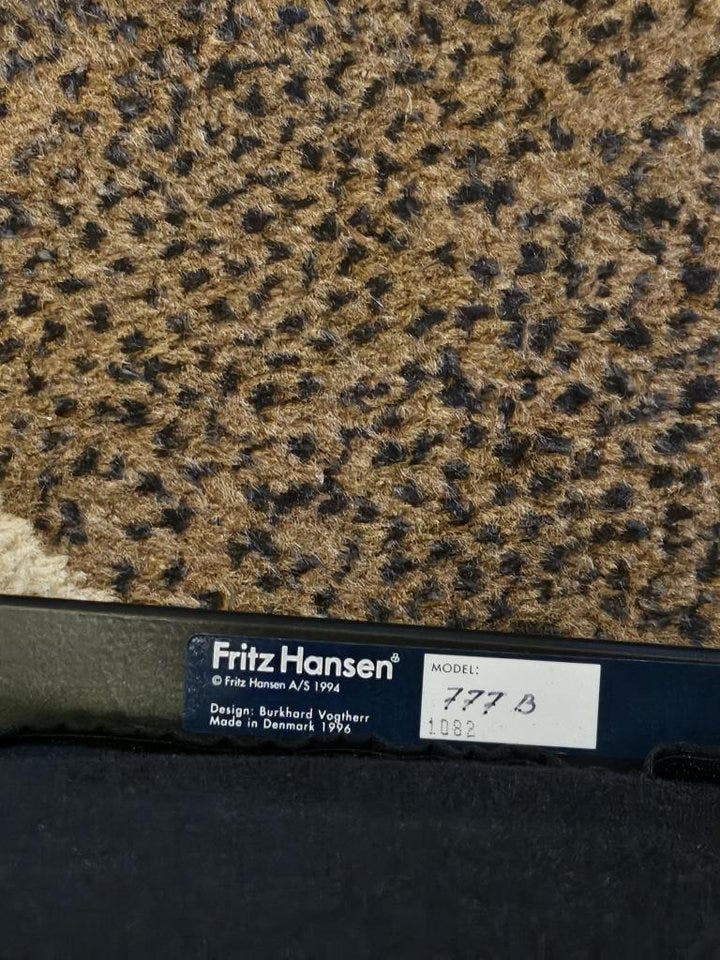 Fritz Hansen
© Fritz Hansen A/S 1994
Design: Burkhard Vogtherr
Made in Denmark 1996
MODEL:
777 B
1082